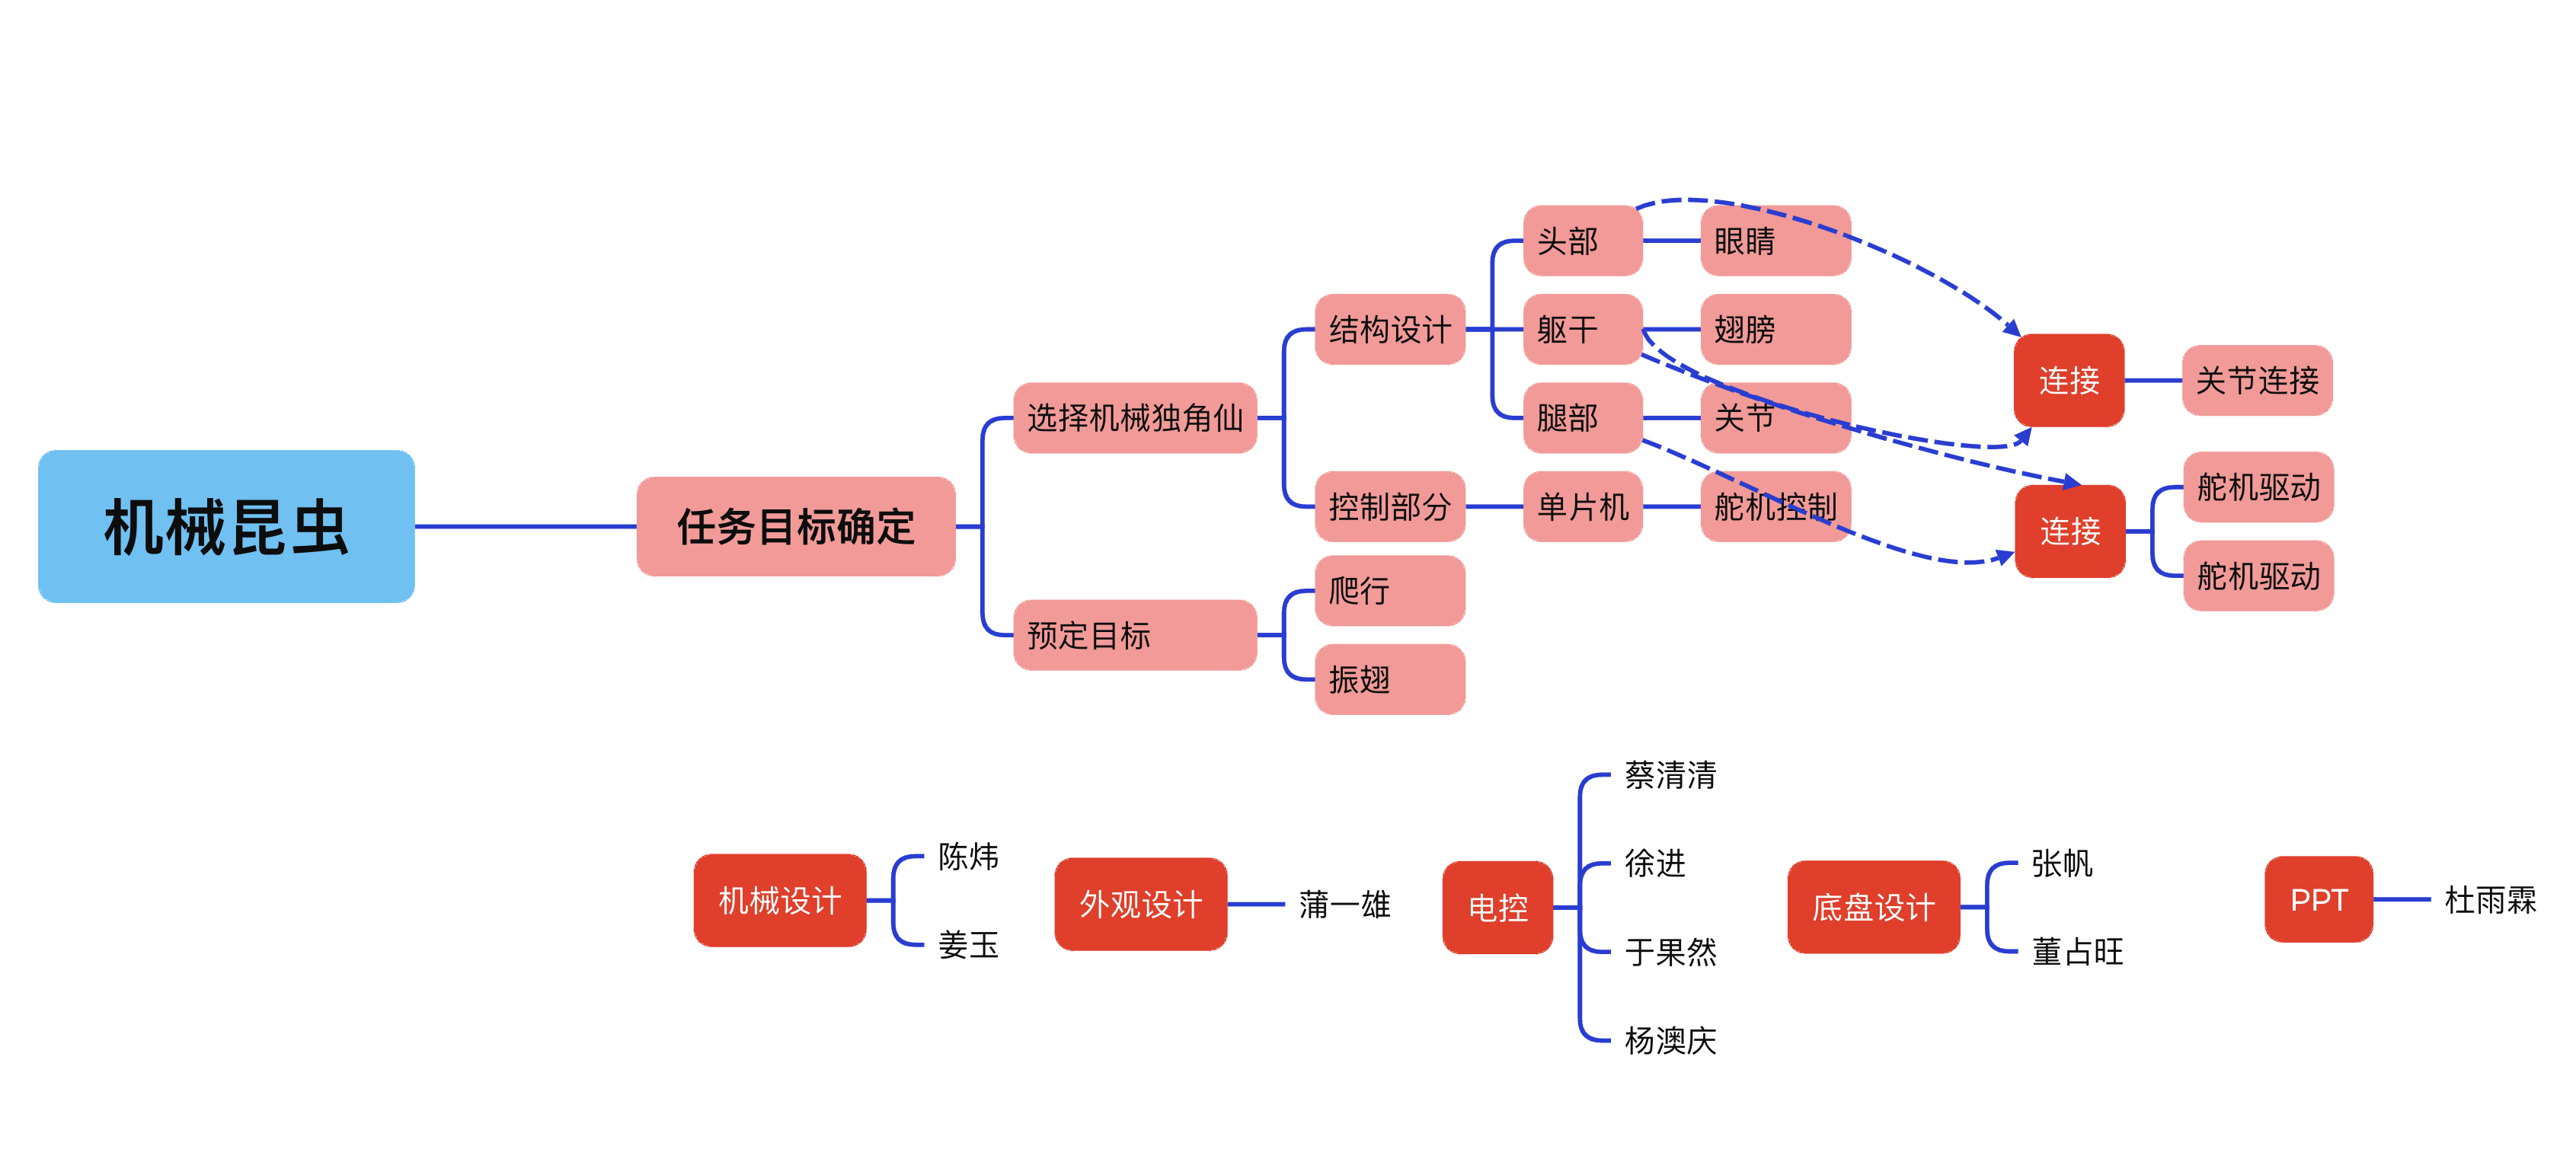 机械昆虫
任务目标确定
选择机械独角仙
结构设计
头部
眼睛
躯干
翅膀
腿部
关节
控制部分
单片机
舵机控制
预定目标
爬行
振翅
连接
关节连接
连接
舵机驱动
舵机驱动
机械设计
陈炜
姜玉
外观设计
蒲一雄
电控
蔡清清
徐进
于果然
杨澳庆
底盘设计
张帆
董占旺
PPT
杜雨霖